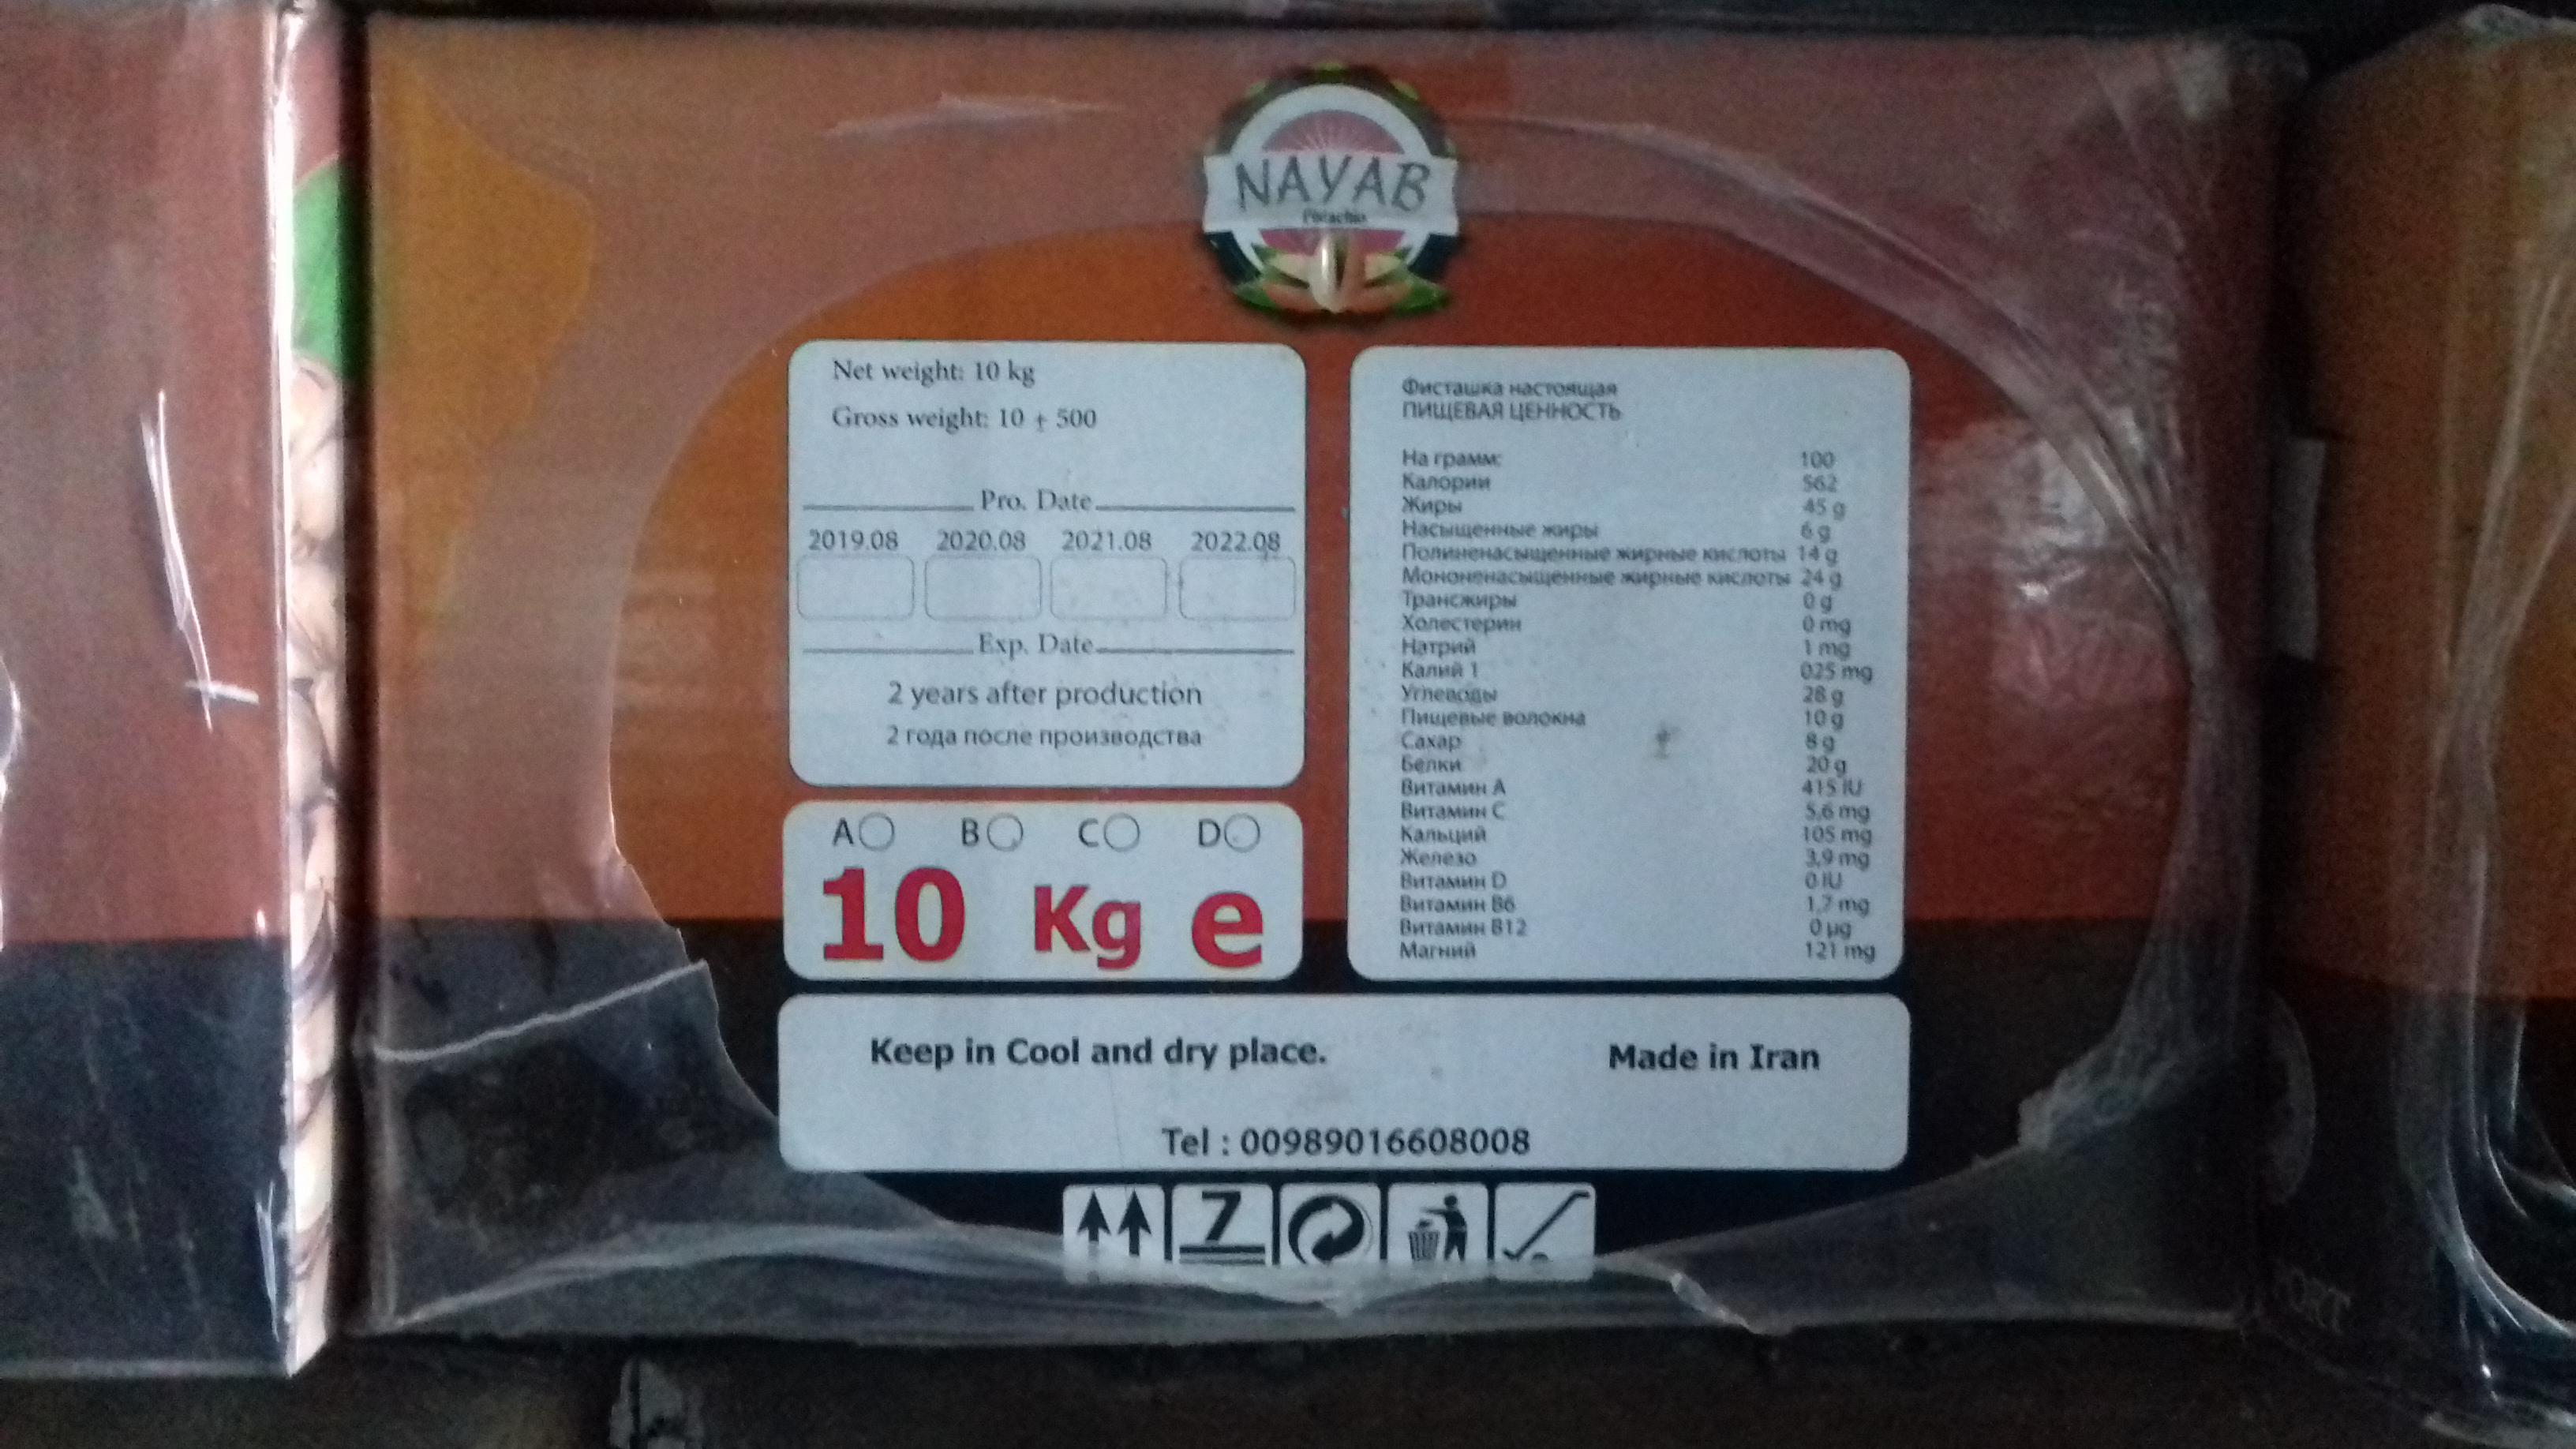 NAYAB
Pistachio
Net weight: 10 kg
Gross weight: 10 ± 500
Pro. Date
2019.08 2020.08 2021.08 2022.08
Exp. Date
2 years after production
2 года после производства
A B C D
10 Kg e
Фисташка настоящая
ПИЩЕВАЯ ЦЕННОСТЬ
На грамм: 100
Калории 562
Жиры 45 g
Насыщенные жиры 6 g
Полиненасыщенные жирные кислоты 14 g
Мононенасыщенные жирные кислоты 24 g
Трансжиры 0 g
Холестерин 0 mg
Натрий 1 mg
Калий 1 025 mg
Углеводы 28 g
Пищевые волокна 10 g
Сахар 8 g
Белки 20 g
Витамин A 415 IU
Витамин C 5,6 mg
Кальций 105 mg
Железо 3,9 mg
Витамин D 0 IU
Витамин B6 1,7 mg
Витамин B12 0 µg
Магний 121 mg
Keep in Cool and dry place. Made in Iran
Tel : 00989016608008
7